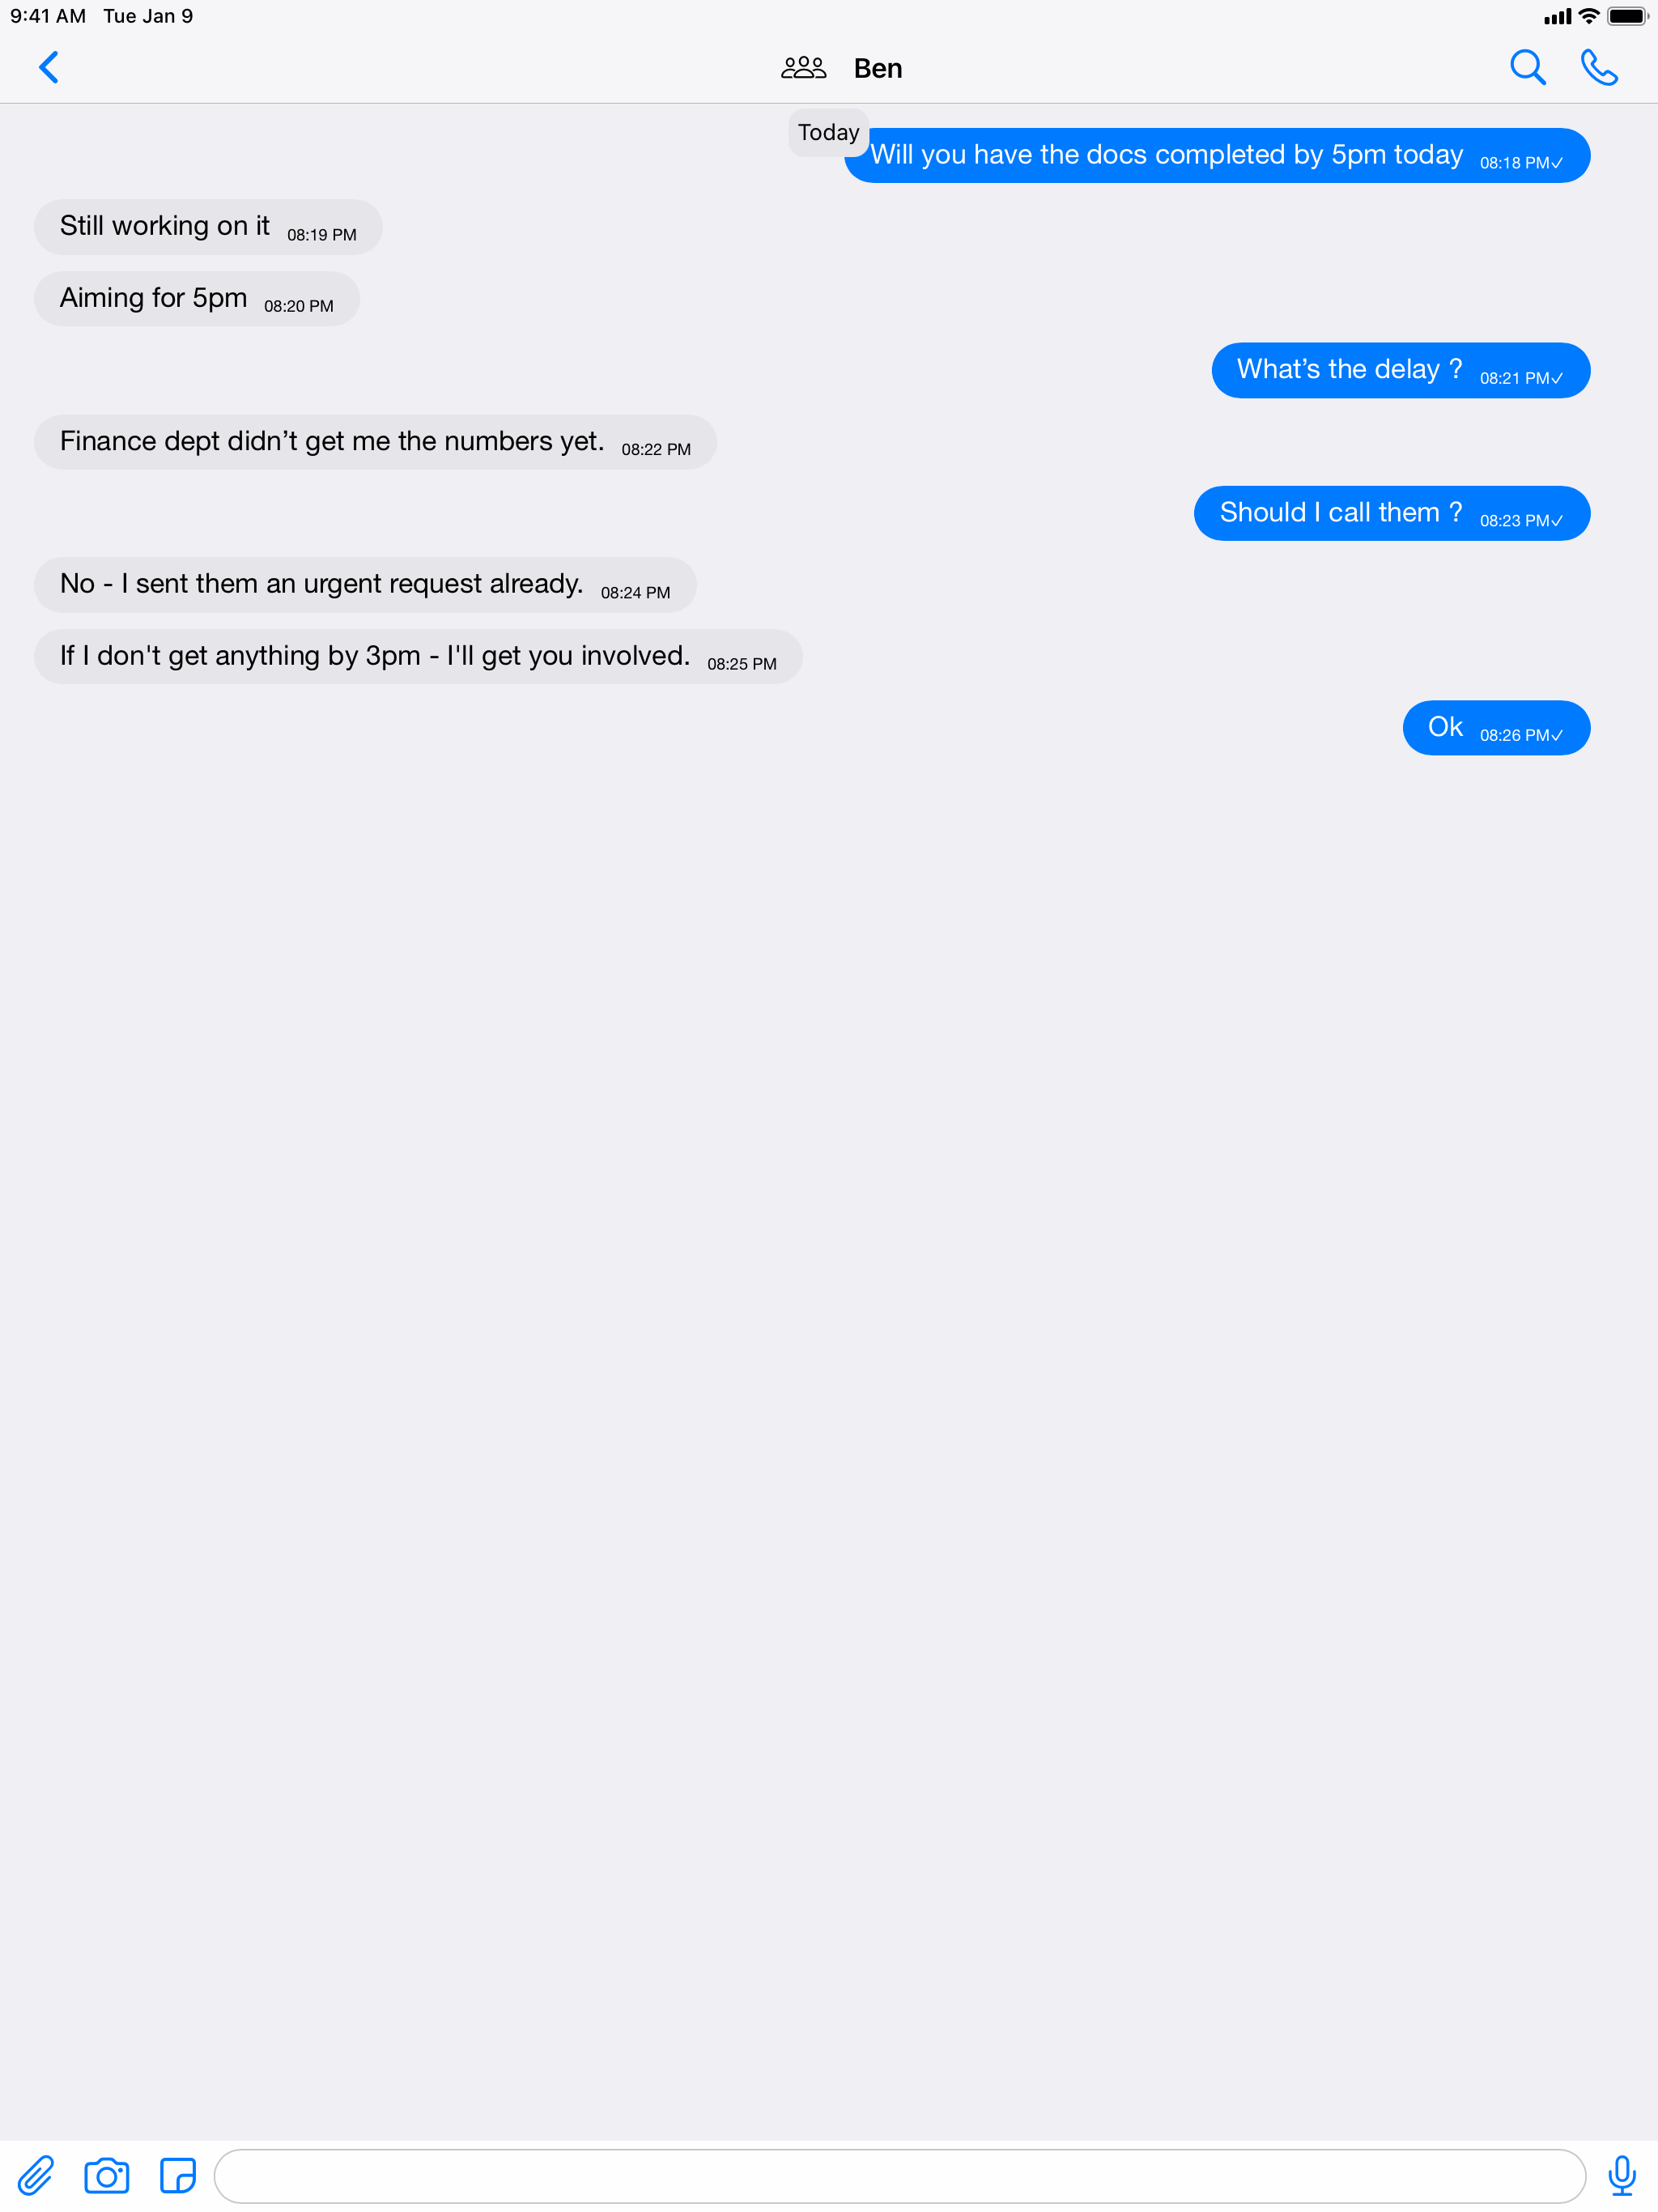 9:41 AM Tue Jan 9
Ben
Today
Will you have the docs completed by 5pm today 08:18 PM✓
Still working on it 08:19 PM
Aiming for 5pm 08:20 PM
What’s the delay ? 08:21 PM✓
Finance dept didn’t get me the numbers yet. 08:22 PM
Should I call them ? 08:23 PM✓
No - I sent them an urgent request already. 08:24 PM
If I don't get anything by 3pm - I'll get you involved. 08:25 PM
Ok 08:26 PM✓